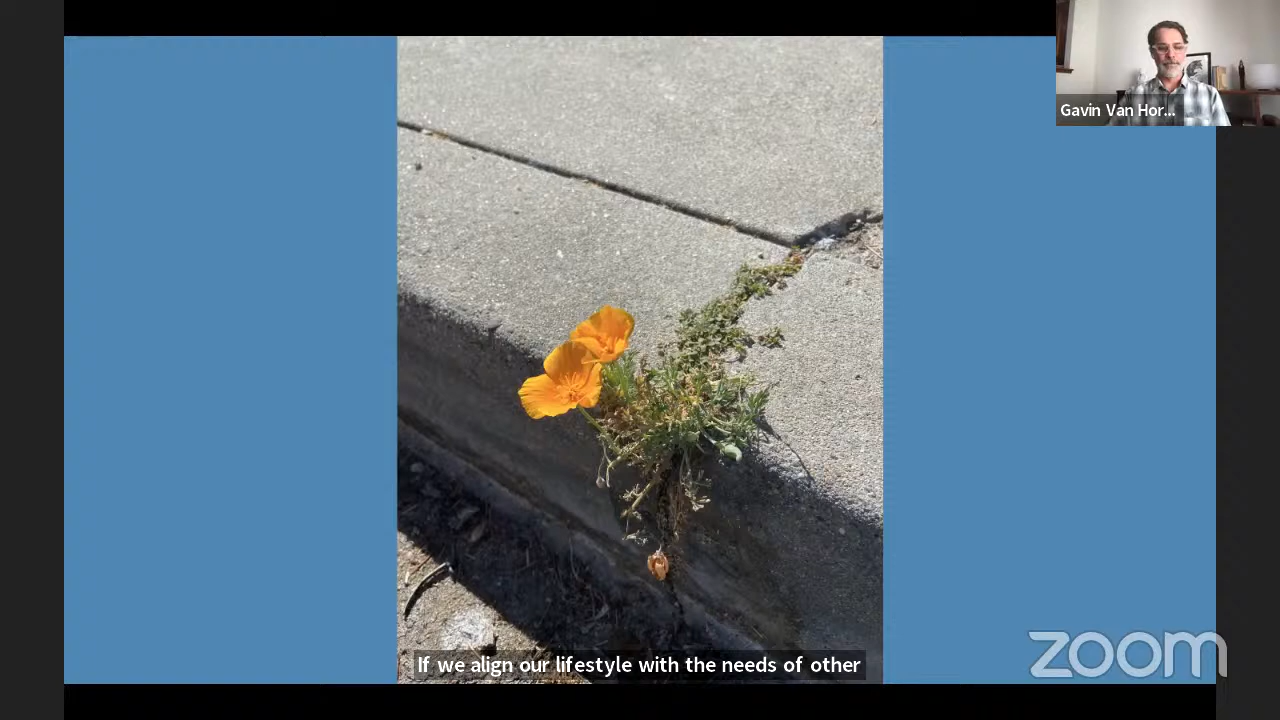 Gavin Van Hor...
If we align our lifestyle with the needs of other
zoom